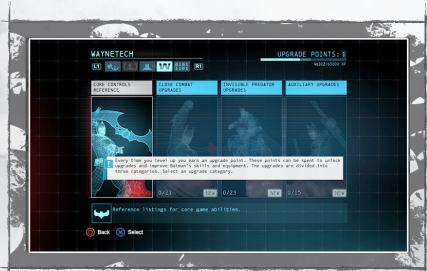 WAYNETECH
UPGRADE POINTS: 1
L1
R1
CORE CONTROLS
REFERENCE
CLOSE COMBAT
UPGRADES
INVISIBLE PREDATOR
UPGRADES
AUXILIARY UPGRADES
Every time you level up you earn an upgrade point. These points can be spent to unlock
upgrades and improve Batman's skills and equipment. The upgrades are divided into
three categories. Select an upgrade category.
0/23
NEW
0/23
NEW
0/15
NEW
Reference listings for core game abilities.
Back
Select